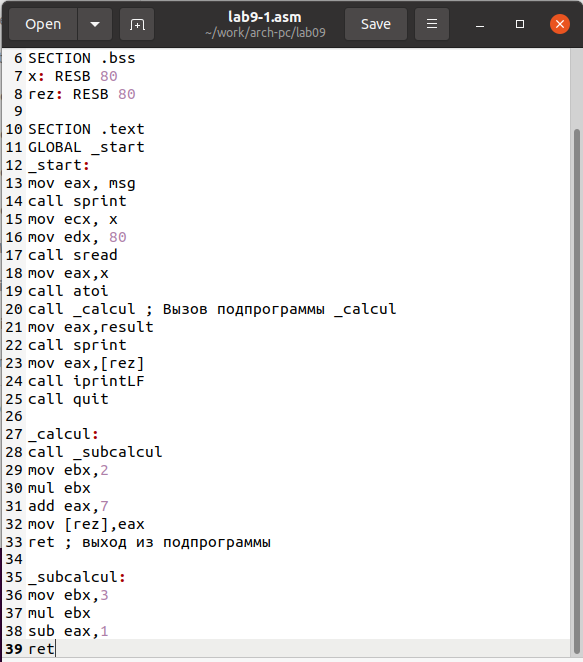 Open
lab9-1.asm
~/work/arch-pc/lab09
Save
6 SECTION .bss
7 x: RESB 80
8 rez: RESB 80
9
10 SECTION .text
11 GLOBAL _start
12 _start:
13 mov eax, msg
14 call sprint
15 mov ecx, x
16 mov edx, 80
17 call sread
18 mov eax,x
19 call atoi
20 call _calcul ; Вызов подпрограммы _calcul
21 mov eax,result
22 call sprint
23 mov eax,[rez]
24 call iprintLF
25 call quit
26
27 _calcul:
28 call _subcalcul
29 mov ebx,2
30 mul ebx
31 add eax,7
32 mov [rez],eax
33 ret ; выход из подпрограммы
34
35 _subcalcul:
36 mov ebx,3
37 mul ebx
38 sub eax,1
39 ret